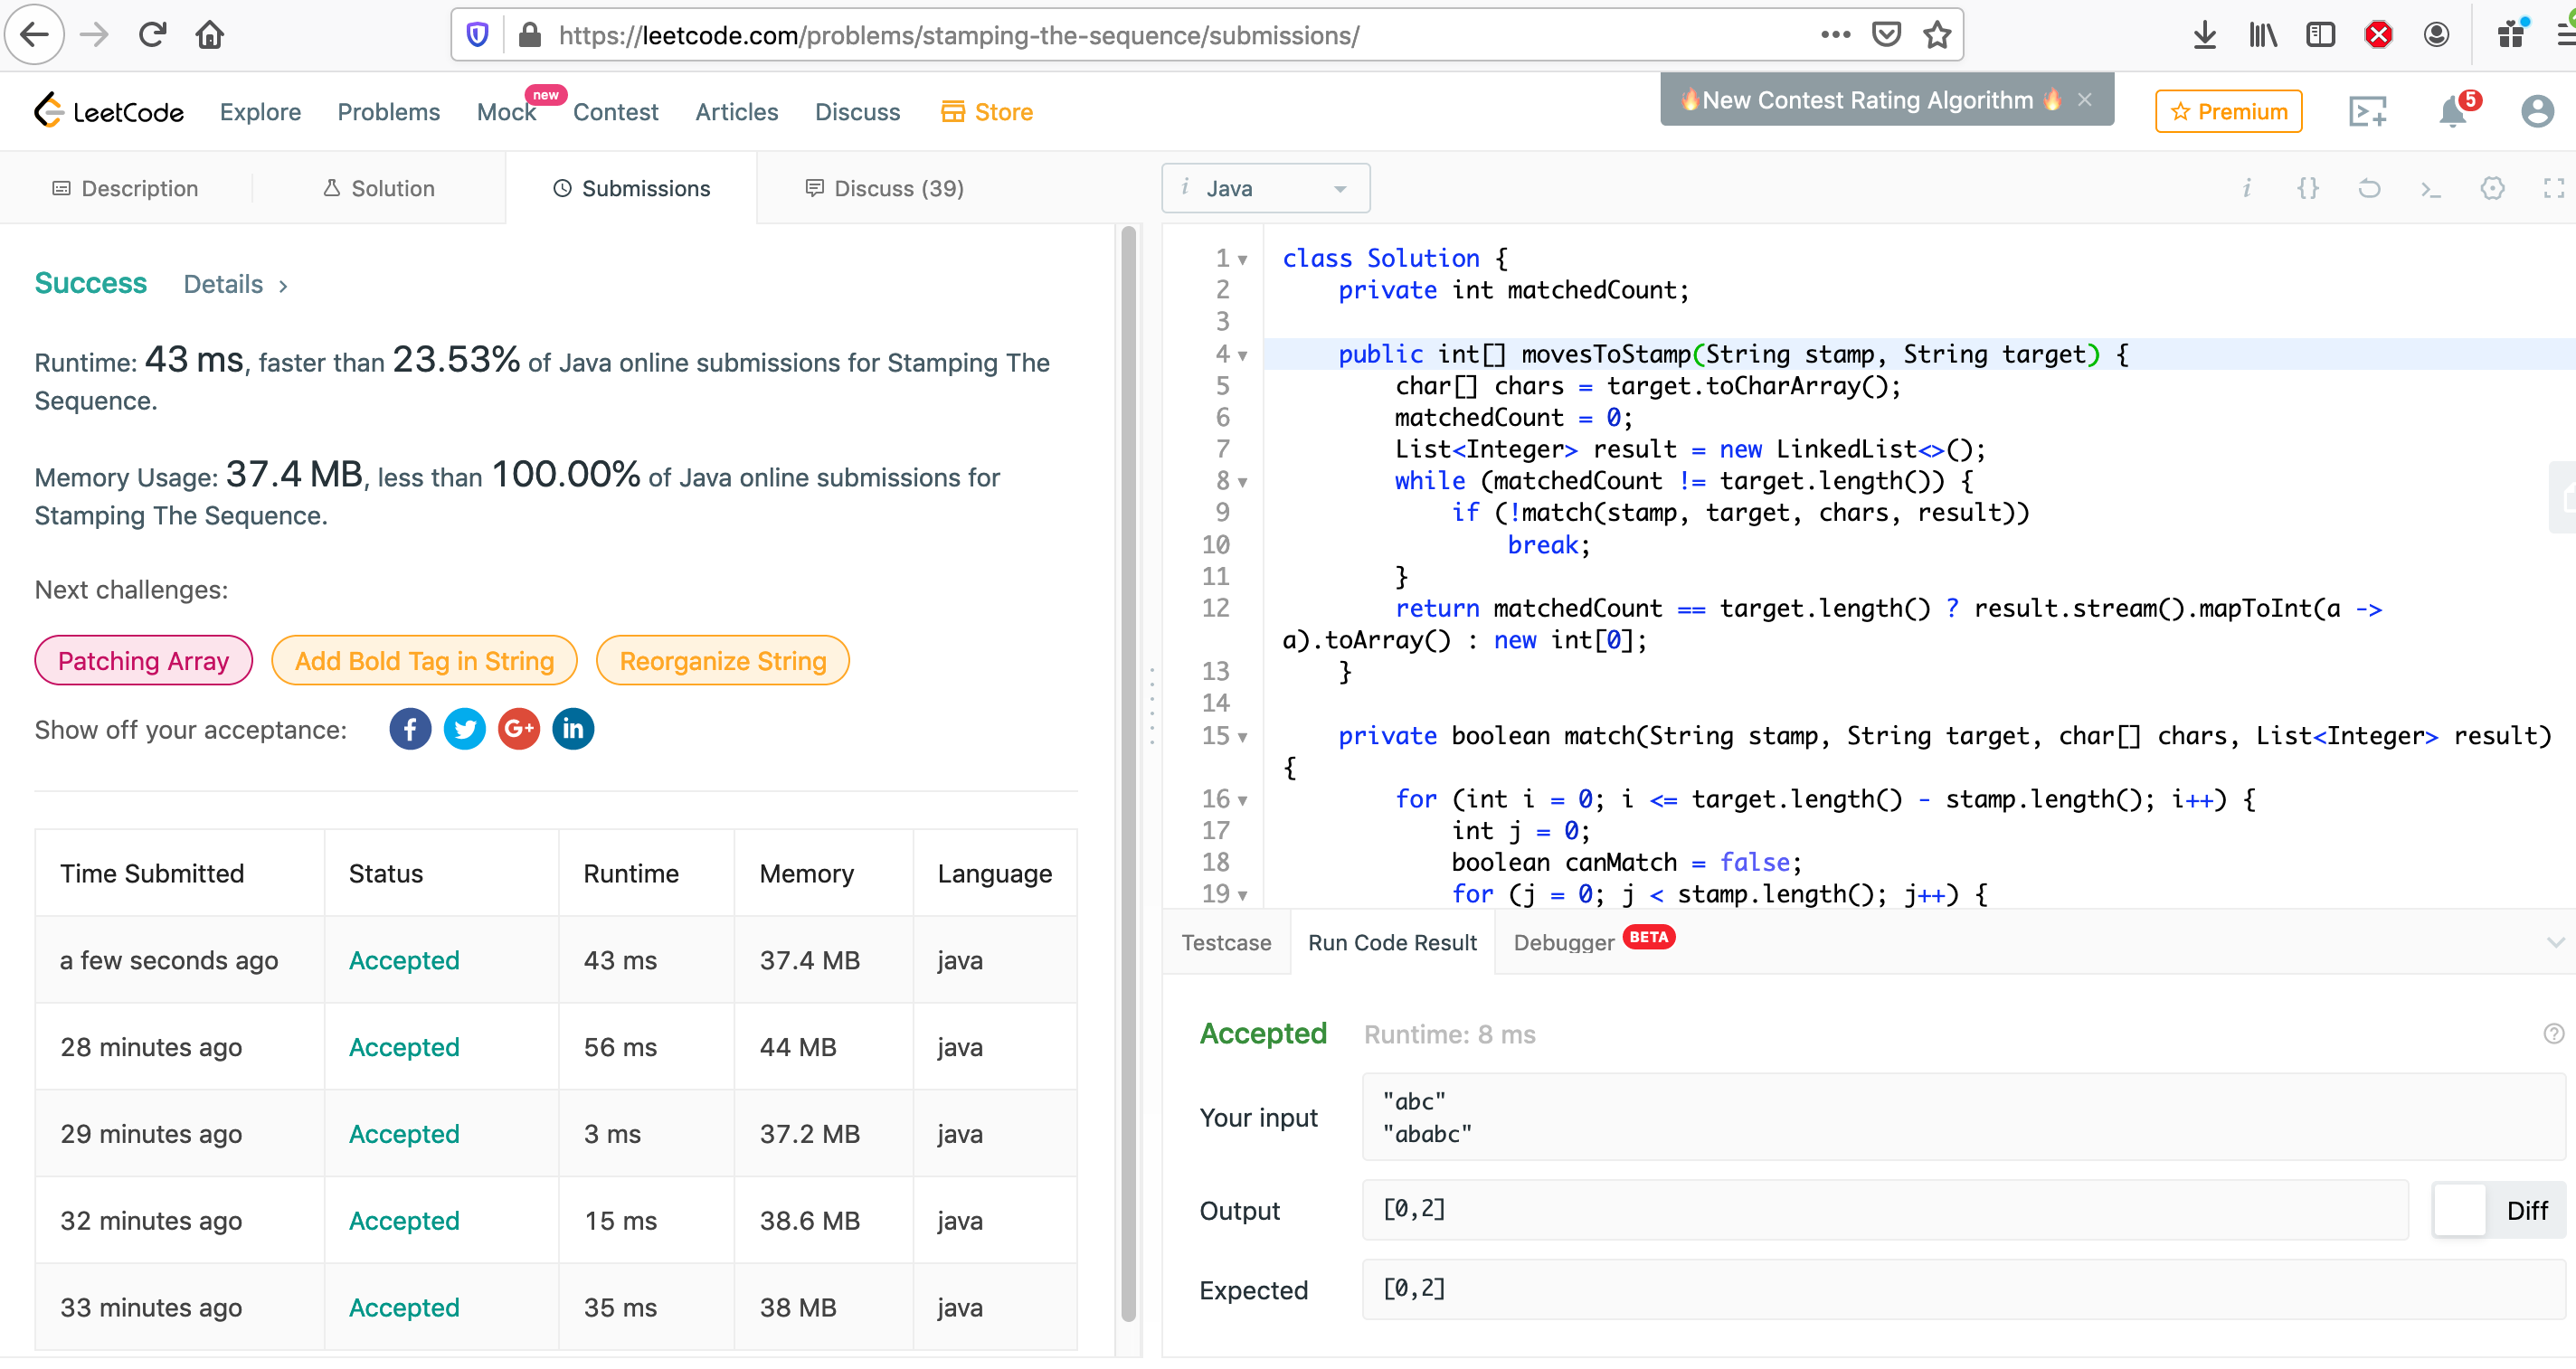 https://leetcode.com/problems/stamping-the-sequence/submissions/
LeetCode Explore Problems Mock new Contest Articles Discuss Store
New Contest Rating Algorithm
Premium
5
Description Solution Submissions Discuss (39)
Success Details
Runtime: 43 ms, faster than 23.53% of Java online submissions for Stamping The
Sequence.
Memory Usage: 37.4 MB, less than 100.00% of Java online submissions for
Stamping The Sequence.
Next challenges:
Patching Array Add Bold Tag in String Reorganize String
Show off your acceptance: f G+ in
Time Submitted Status Runtime Memory Language
a few seconds ago Accepted 43 ms 37.4 MB java
28 minutes ago Accepted 56 ms 44 MB java
29 minutes ago Accepted 3 ms 37.2 MB java
32 minutes ago Accepted 15 ms 38.6 MB java
33 minutes ago Accepted 35 ms 38 MB java
i Java
i {} >_
1 class Solution {
2 private int matchedCount;
3
4 public int[] movesToStamp(String stamp, String target) {
5 char[] chars = target.toCharArray();
6 matchedCount = 0;
7 List<Integer> result = new LinkedList<>();
8 while (matchedCount != target.length()) {
9 if (!match(stamp, target, chars, result))
10 break;
11 }
12 return matchedCount == target.length() ? result.stream().mapToInt(a ->
a).toArray() : new int[0];
13 }
14
15 private boolean match(String stamp, String target, char[] chars, List<Integer> result)
{
16 for (int i = 0; i <= target.length() - stamp.length(); i++) {
17 int j = 0;
18 boolean canMatch = false;
19 for (j = 0; j < stamp.length(); j++) {
Testcase Run Code Result Debugger BETA
Accepted Runtime: 8 ms
Your input
"abc"
"ababc"
Output [0,2] Diff
Expected [0,2]